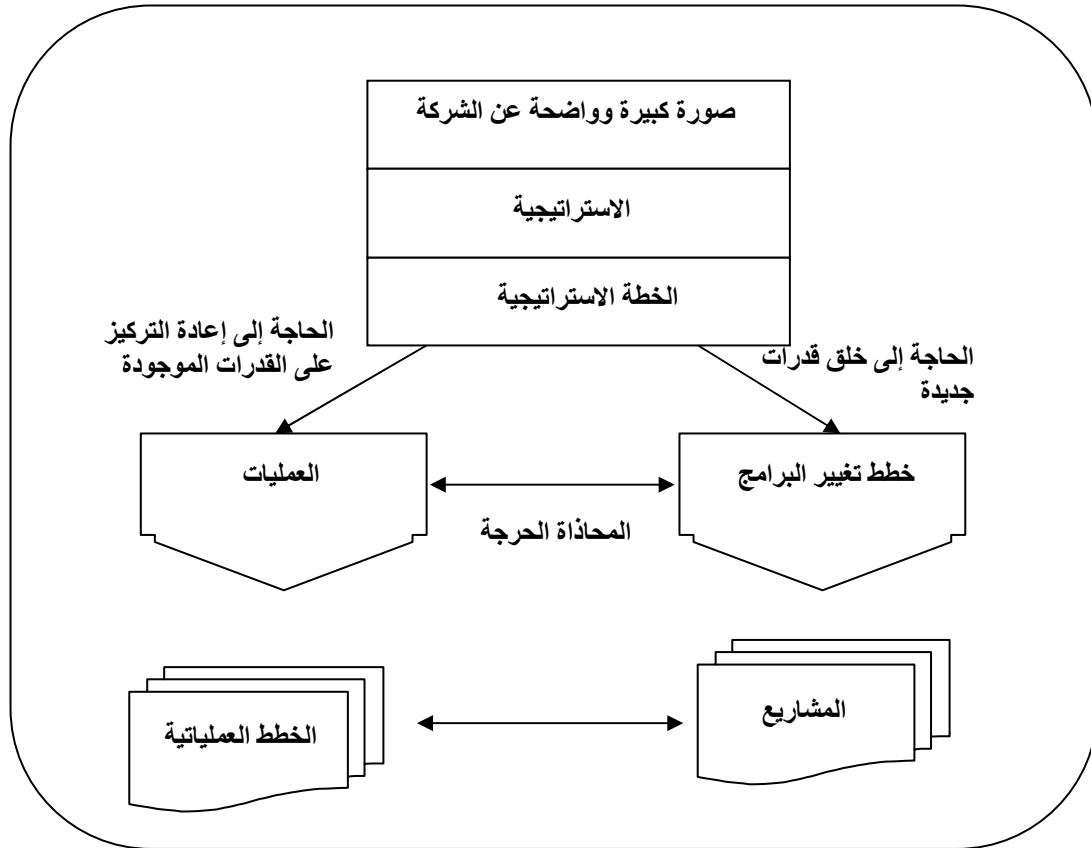 صورة كبيرة وواضحة عن الشركة
الاستراتيجية
الخطة الاستراتيجية
الحاجة إلى إعادة التركيز
على القدرات الموجودة
الحاجة إلى خلق قدرات
جديدة
العمليات
خطط تغيير البرامج
المحاذاة الحرجة
الخطط العملياتية
المشاريع